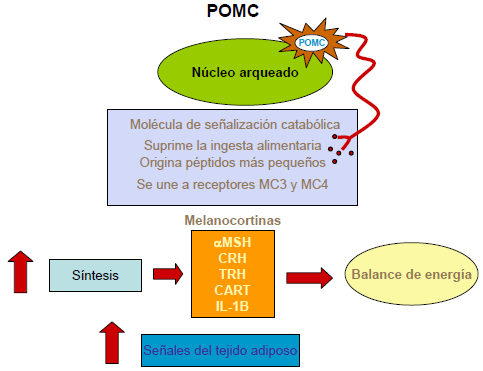 POMC
POMC
Núcleo arqueado
Molécula de señalización catabólica
Suprime la ingesta alimentaria
Origina péptidos más pequeños
Se une a receptores MC3 y MC4
Melanocortinas
αMSH
CRH
TRH
CART
IL-1B
Síntesis
Balance de energia
Señales del tejido adiposo